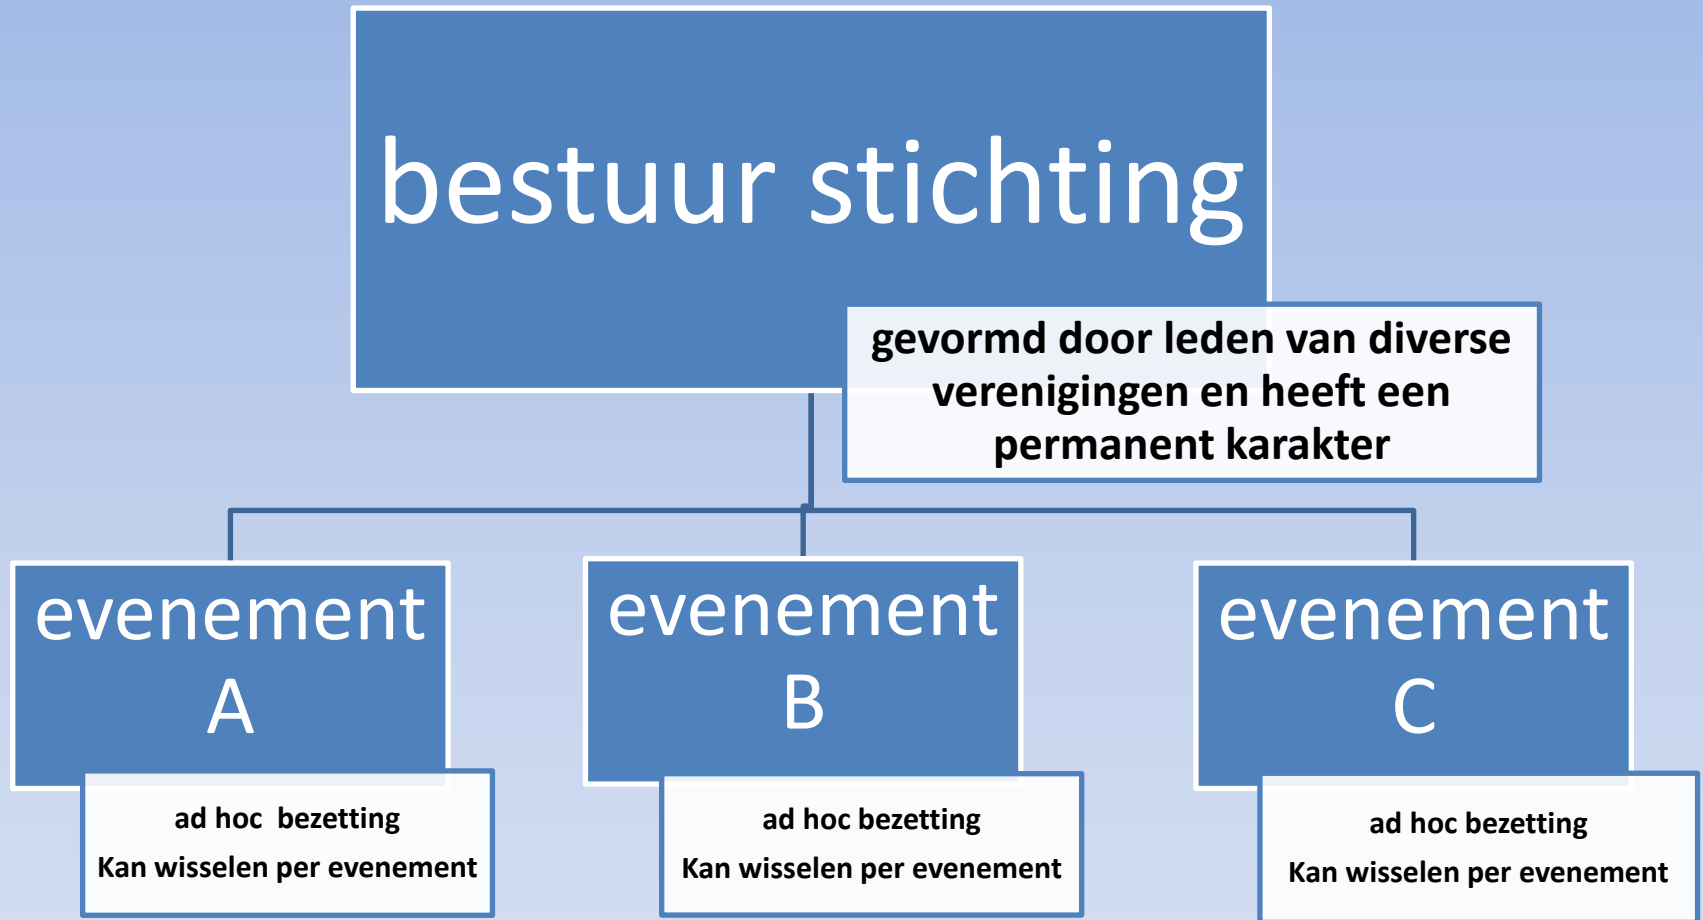 bestuur stichting
gevormd door leden van diverse
verenigingen en heeft een
permanent karakter
evenement
A
ad hoc bezetting
Kan wisselen per evenement
evenement
B
ad hoc bezetting
Kan wisselen per evenement
evenement
C
ad hoc bezetting
Kan wisselen per evenement